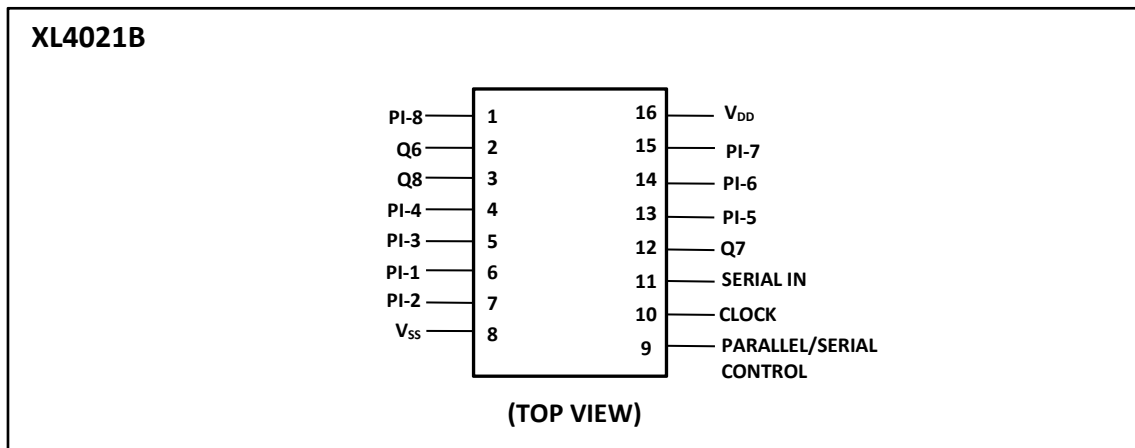 XL4021B
PI-8 1 16 VDD
Q6 2 15 PI-7
Q8 3 14 PI-6
PI-4 4 13 PI-5
PI-3 5 12 Q7
PI-1 6 11 SERIAL IN
PI-2 7 10 CLOCK
VSS 8 9 PARALLEL/SERIAL
CONTROL
(TOP VIEW)